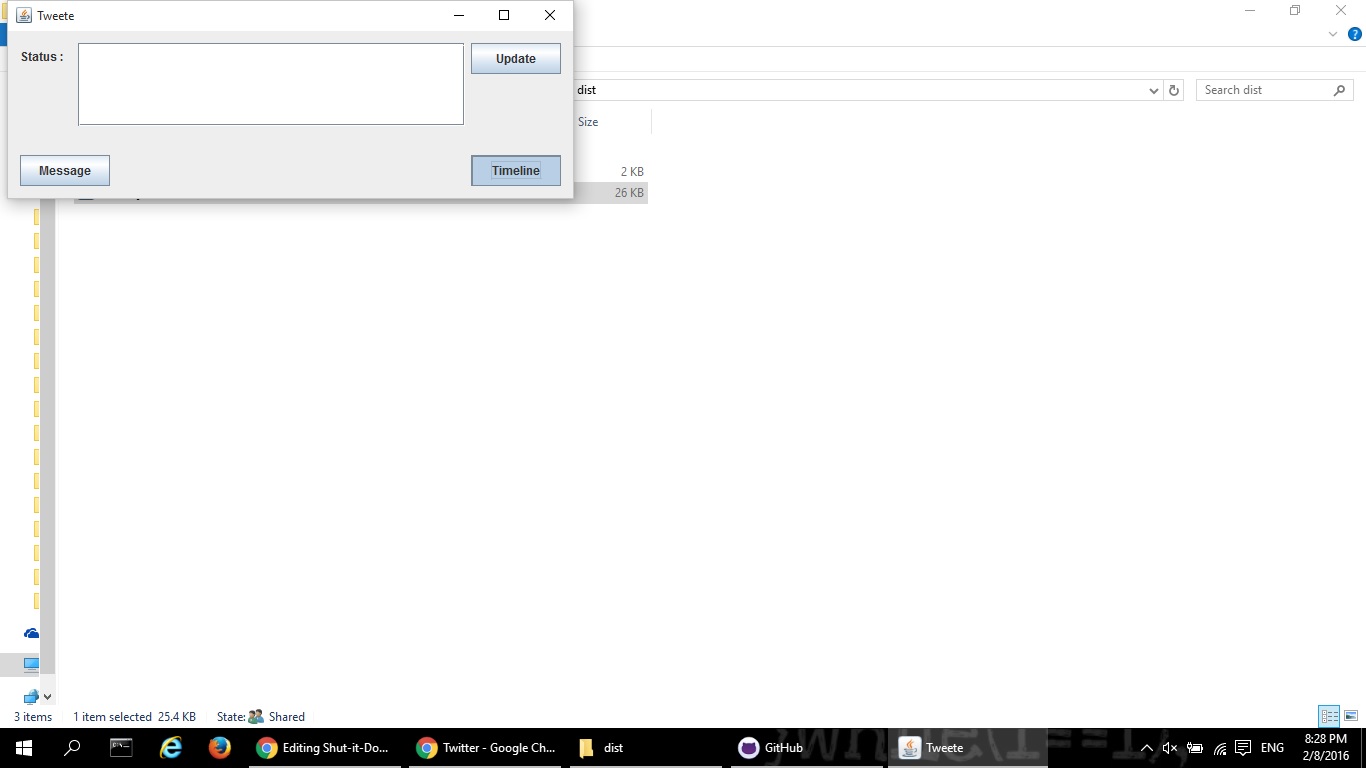 Tweete
Status :
Update
Message
Timeline
dist
Search dist
Size
2 KB
26 KB
3 items
1 item selected 25.4 KB
State:
Shared
Editing Shut-it-Do...
Twitter - Google Ch...
dist
GitHub
Tweete
ENG
8:28 PM
2/8/2016